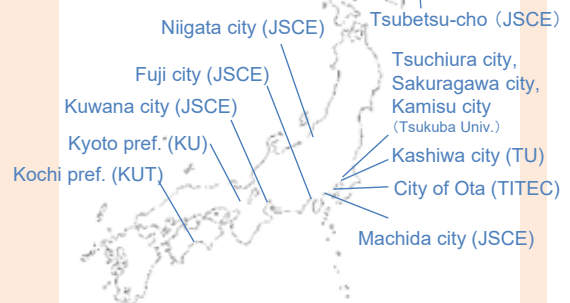 Tsubetsu-cho（JSCE）
Niigata city (JSCE)
Tsuchiura city,
Sakuragawa city,
Kamisu city
（Tsukuba Univ.）
Fuji city (JSCE)
Kuwana city (JSCE)
Kyoto pref. (KU)
Kashiwa city (TU)
Kochi pref. (KUT)
City of Ota (TITEC)
Machida city (JSCE)